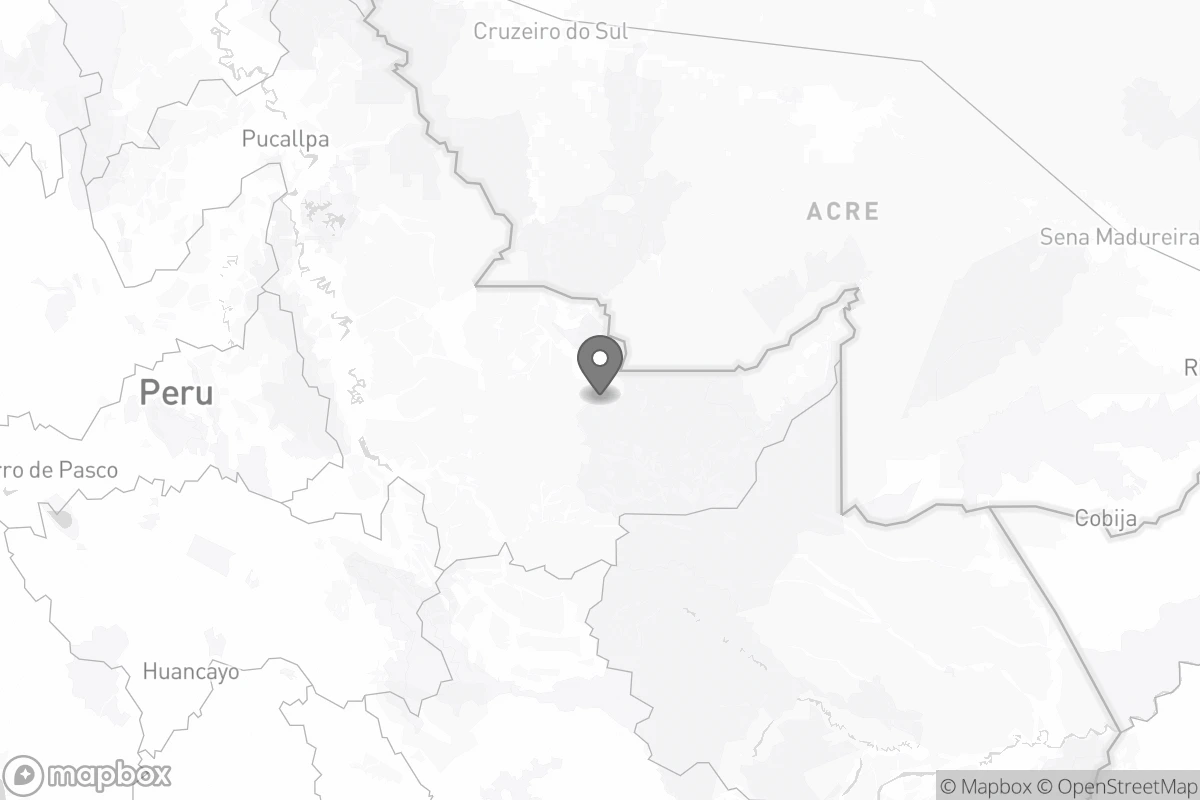 Cruzeiro do Sul
Pucallpa
ACRE
Sena Madureira
Peru
R
rro de Pasco
Cobija
Huancayo
mapbox
© Mapbox © OpenStreetMap